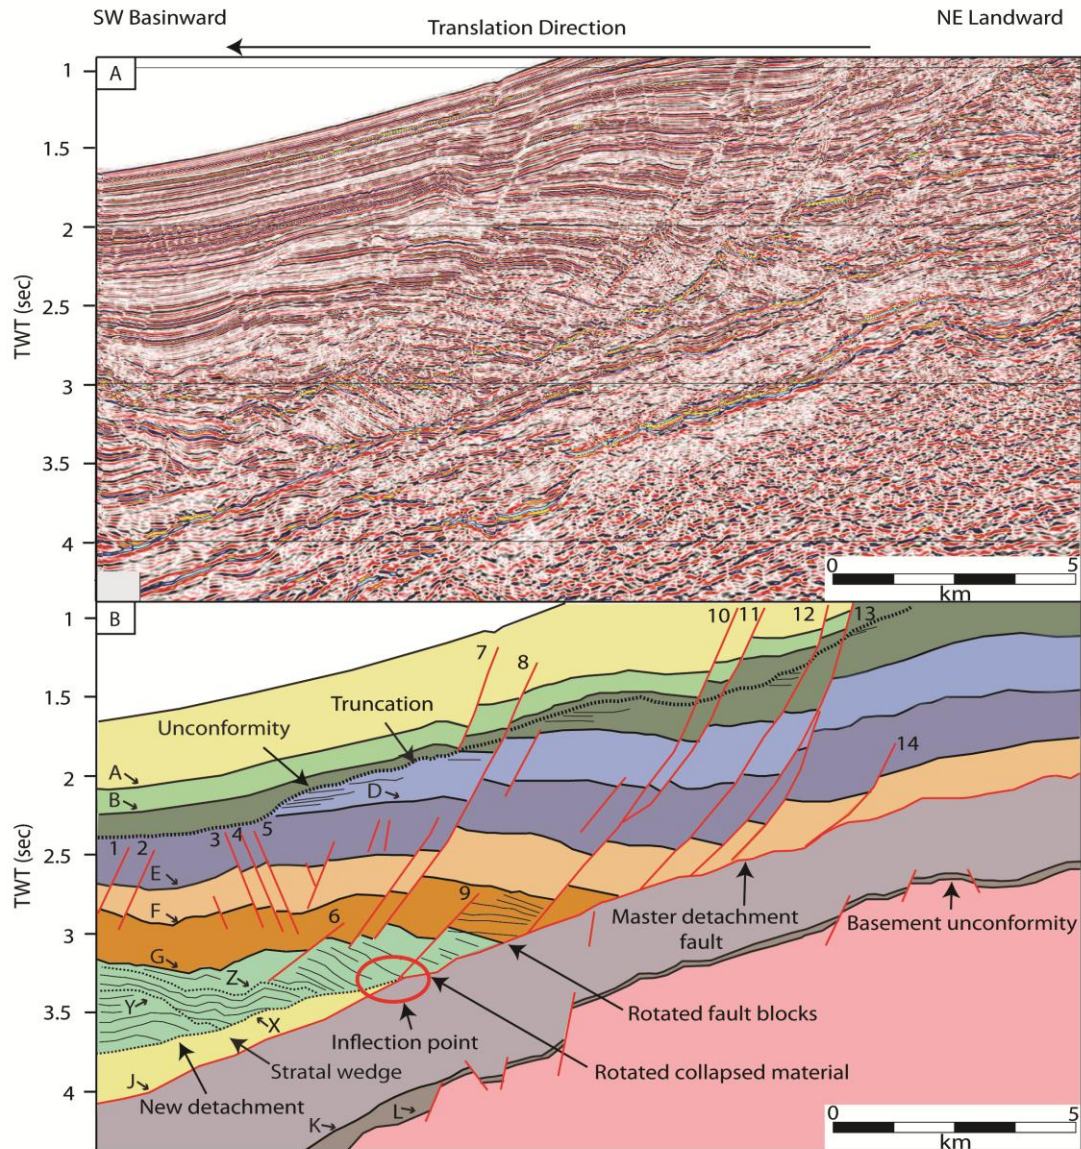 SW Basinward
NE Landward
Translation Direction
A
1
1.5
2
2.5
3
3.5
4
TWT (sec)
0 5
km
B
1
1.5
2
2.5
3
3.5
4
TWT (sec)
7
8
10
11
12
13
14
Unconformity
Truncation
A
B
D
1
2
3
4
5
E
F
6
9
G
Z
Y
X
J
K
L
Master detachment
fault
Basement unconformity
Rotated fault blocks
Inflection point
Rotated collapsed material
Stratal wedge
New detachment
0 5
km